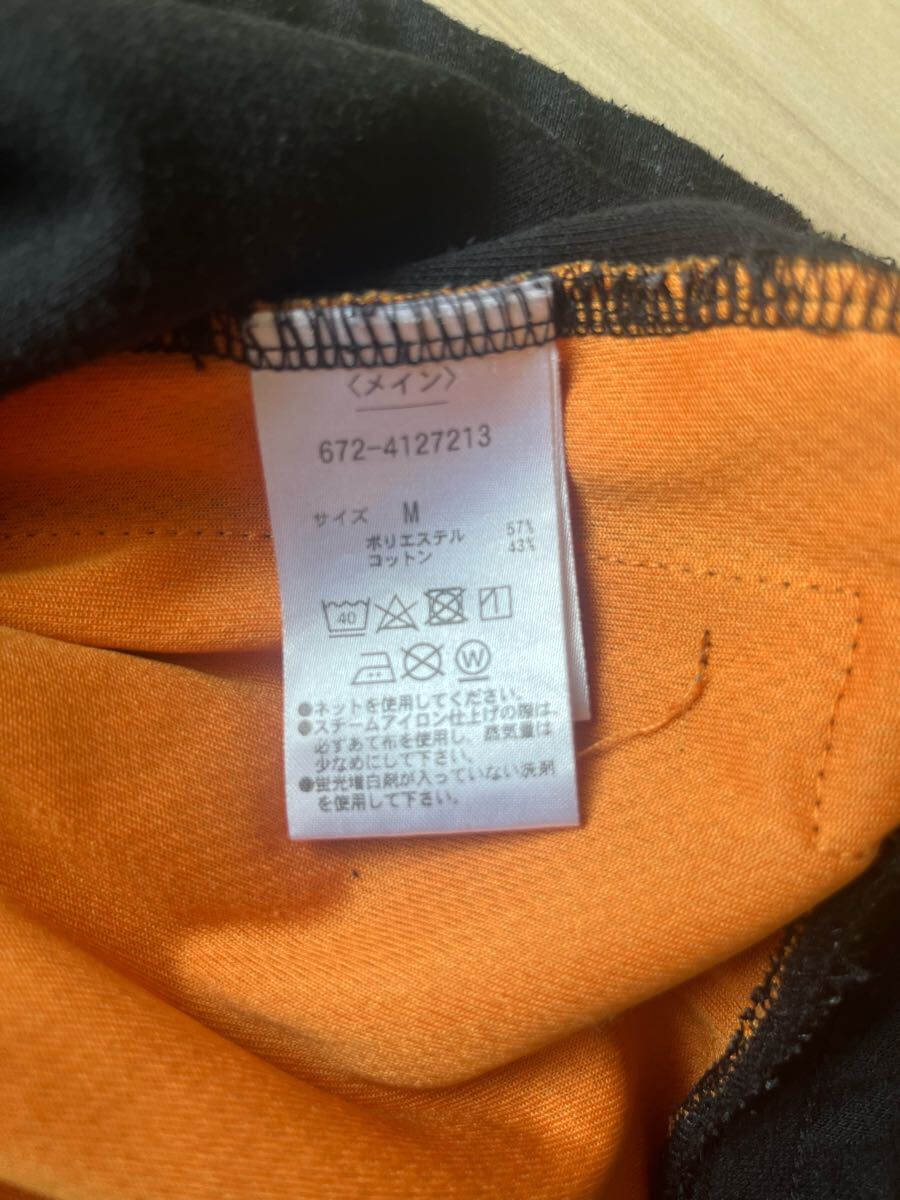 〈メイン〉
672-4127213
サイズ M
ポリエステル 57%
コットン 43%
40
W
●ネットを使用してください。
●スチームアイロン仕上げの際は、
必ずあて布を使用し、蒸気量は
少なめにして下さい。
●蛍光増白剤が入っていない洗剤
を使用して下さい。